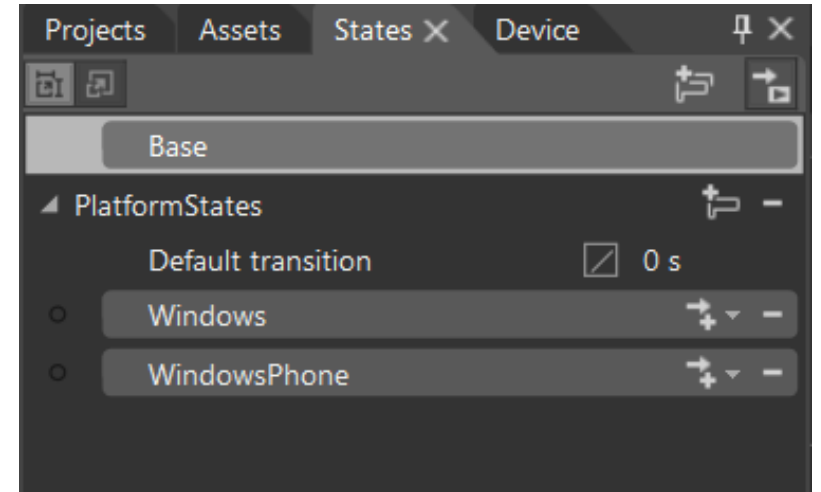 Projects Assets States Device
Base
PlatformStates
Default transition 0 s
Windows
WindowsPhone